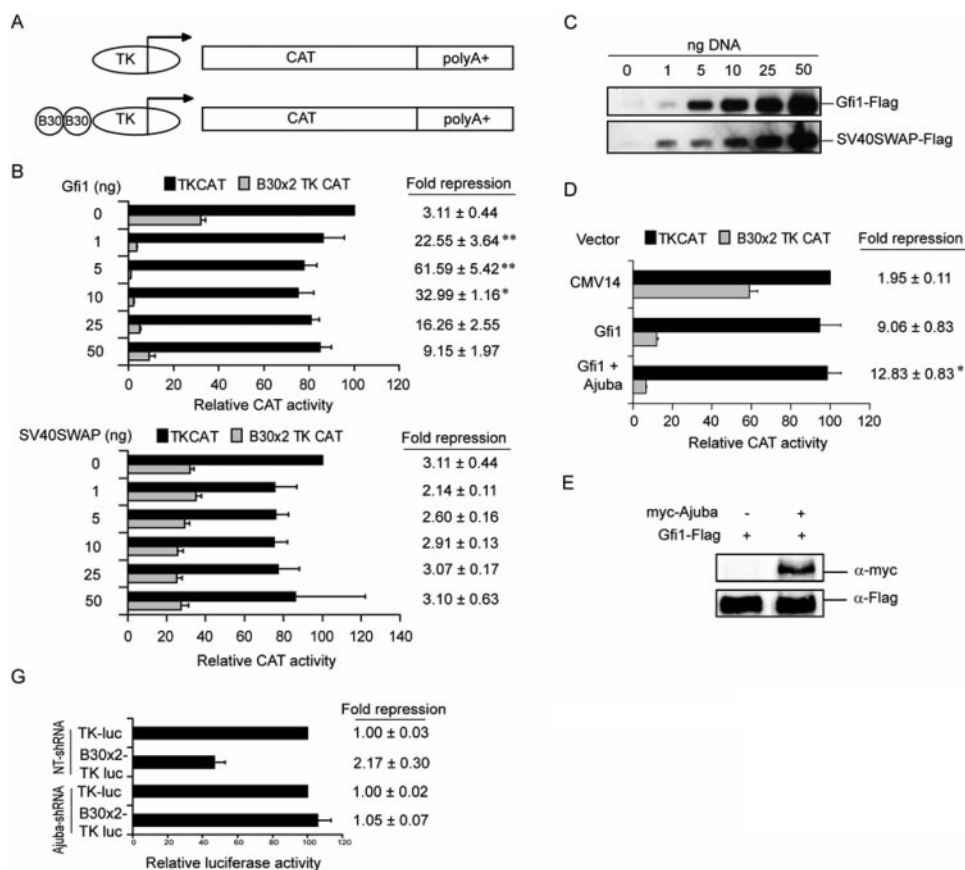 A
TK
CAT
polyA+
B30 B30 TK
CAT
polyA+
B
Gfi1 (ng)
TKCAT
B30x2 TK CAT
Fold repression
0
3.11 ± 0.44
1
22.55 ± 3.64 **
5
61.59 ± 5.42 **
10
32.99 ± 1.16 *
25
16.26 ± 2.55
50
9.15 ± 1.97
0 20 40 60 80 100 120
Relative CAT activity
SV40SWAP (ng)
TKCAT
B30x2 TK CAT
Fold repression
0
3.11 ± 0.44
1
2.14 ± 0.11
5
2.60 ± 0.16
10
2.91 ± 0.13
25
3.07 ± 0.17
50
3.10 ± 0.63
0 20 40 60 80 100 120 140
Relative CAT activity
C
ng DNA
0 1 5 10 25 50
Gfi1-Flag
SV40SWAP-Flag
D
Vector
TKCAT
B30x2 TK CAT
Fold repression
CMV14
1.95 ± 0.11
Gfi1
9.06 ± 0.83
Gfi1 +
Ajuba
12.83 ± 0.83 *
0 20 40 60 80 100 120
Relative CAT activity
E
myc-Ajuba - +
Gfi1-Flag + +
α-myc
α-Flag
G
Fold repression
NT-shRNA
TK-luc
1.00 ± 0.03
B30x2-
TK luc
2.17 ± 0.30
Ajuba-shRNA
TK-luc
1.00 ± 0.02
B30x2-
TK luc
1.05 ± 0.07
0 20 40 60 80 100 120
Relative luciferase activity